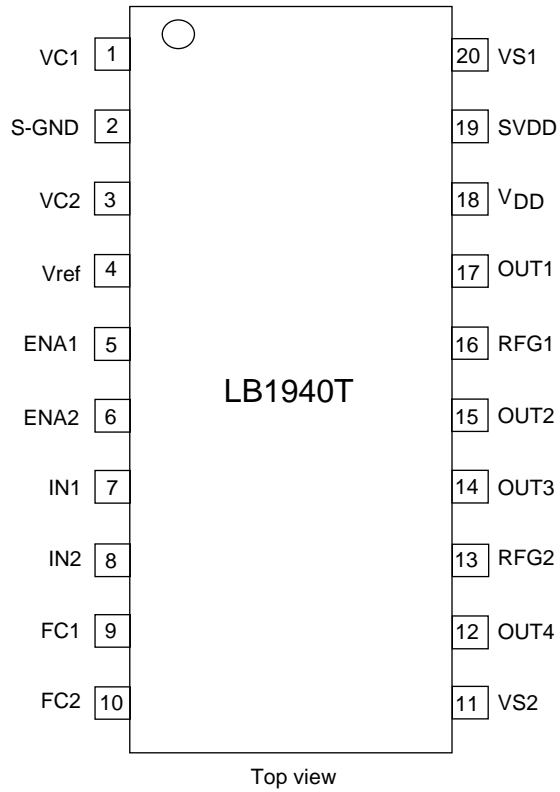 VC1 1 20 VS1
S-GND 2 19 SVDD
VC2 3 18 VDD
Vref 4 17 OUT1
ENA1 5 16 RFG1
LB1940T
ENA2 6 15 OUT2
IN1 7 14 OUT3
IN2 8 13 RFG2
FC1 9 12 OUT4
FC2 10 11 VS2
Top view